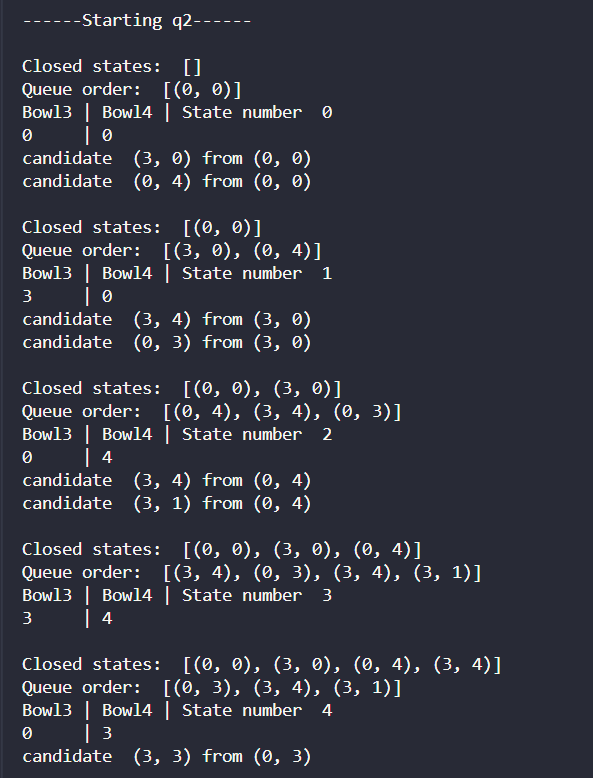 ------Starting q2------
Closed states:  []
Queue order:  [(0, 0)]
Bowl3 | Bowl4 | State number  0
0     | 0
candidate  (3, 0) from (0, 0)
candidate  (0, 4) from (0, 0)
Closed states:  [(0, 0)]
Queue order:  [(3, 0), (0, 4)]
Bowl3 | Bowl4 | State number  1
3     | 0
candidate  (3, 4) from (3, 0)
candidate  (0, 3) from (3, 0)
Closed states:  [(0, 0), (3, 0)]
Queue order:  [(0, 4), (3, 4), (0, 3)]
Bowl3 | Bowl4 | State number  2
0     | 4
candidate  (3, 4) from (0, 4)
candidate  (3, 1) from (0, 4)
Closed states:  [(0, 0), (3, 0), (0, 4)]
Queue order:  [(3, 4), (0, 3), (3, 4), (3, 1)]
Bowl3 | Bowl4 | State number  3
3     | 4
Closed states:  [(0, 0), (3, 0), (0, 4), (3, 4)]
Queue order:  [(0, 3), (3, 4), (3, 1)]
Bowl3 | Bowl4 | State number  4
0     | 3
candidate  (3, 3) from (0, 3)